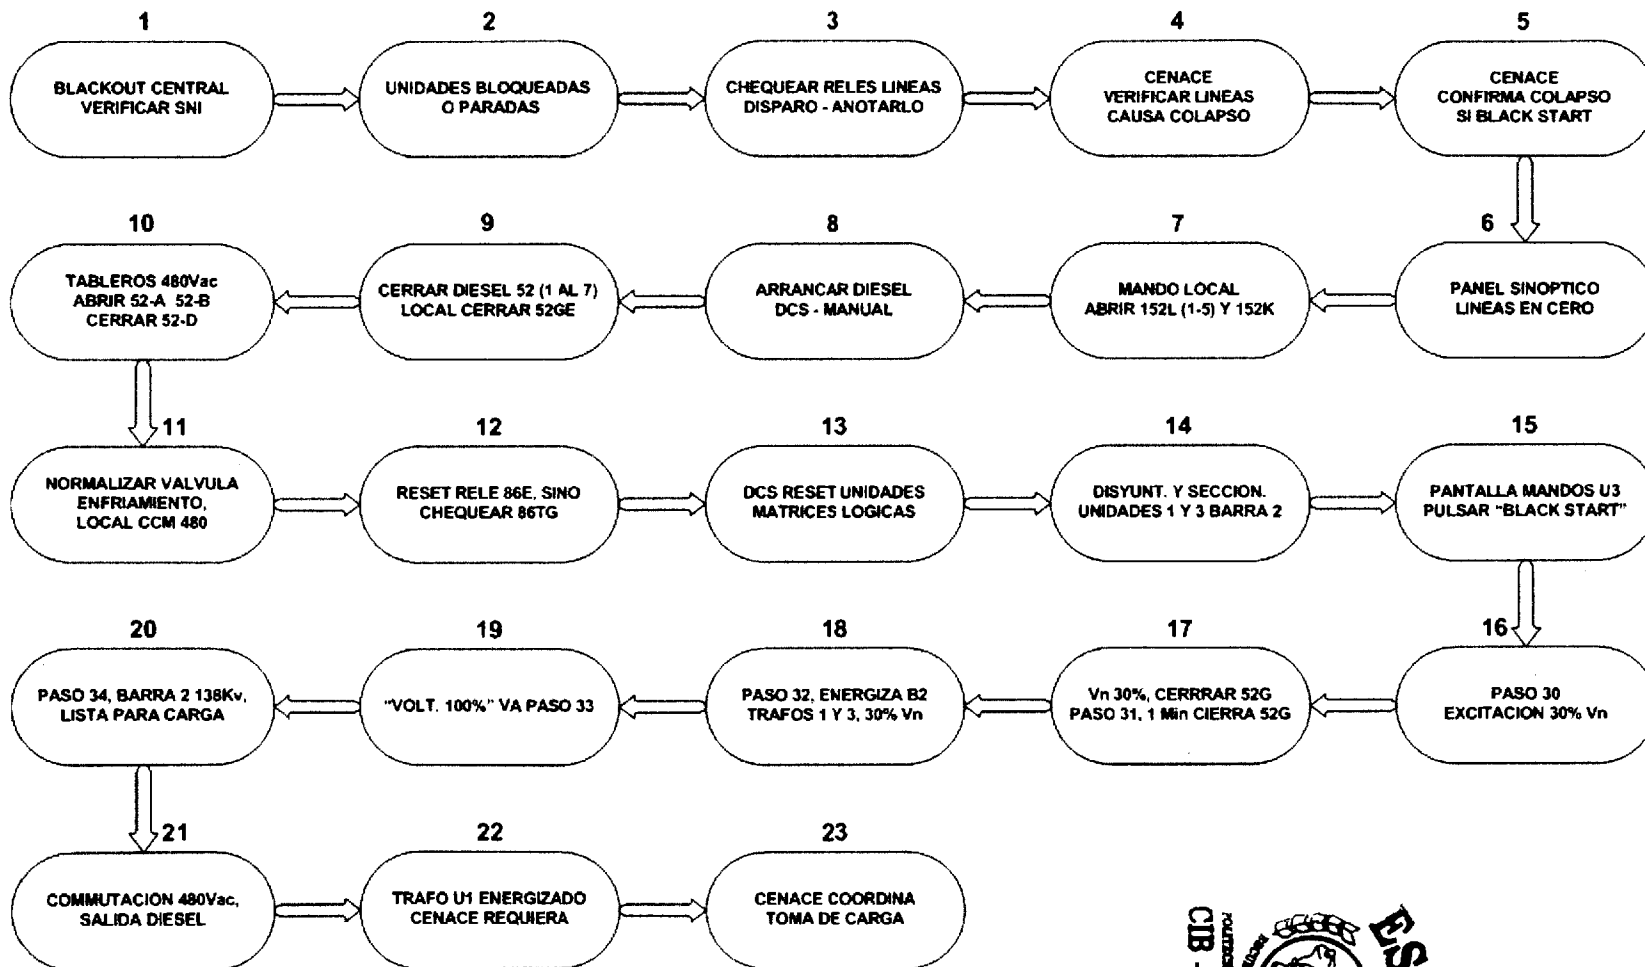 1
BLACKOUT CENTRAL
VERIFICAR SNI
2
UNIDADES BLOQUEADAS
O PARADAS
3
CHEQUEAR RELES LINEAS
DISPARO - ANOTARLO
4
CENACE
VERIFICAR LINEAS
CAUSA COLAPSO
5
CENACE
CONFIRMA COLAPSO
SI BLACK START
6
PANEL SINOPTICO
LINEAS EN CERO
7
MANDO LOCAL
ABRIR 152L (1-5) Y 152K
8
ARRANCAR DIESEL
DCS - MANUAL
9
CERRAR DIESEL 52 (1 AL 7)
LOCAL CERRAR 52GE
10
TABLEROS 480Vac
ABRIR 52-A 52-B
CERRAR 52-D
11
NORMALIZAR VALVULA
ENFRIAMIENTO,
LOCAL CCM 480
12
RESET RELE 86E, SINO
CHEQUEAR 86TG
13
DCS RESET UNIDADES
MATRICES LOGICAS
14
DISYUNT. Y SECCION.
UNIDADES 1 Y 3 BARRA 2
15
PANTALLA MANDOS U3
PULSAR “BLACK START”
16
PASO 30
EXCITACION 30% Vn
17
Vn 30%, CERRRAR 52G
PASO 31, 1 Min CIERRA 52G
18
PASO 32, ENERGIZA B2
TRAFOS 1 Y 3, 30% Vn
19
“VOLT. 100%” VA PASO 33
20
PASO 34, BARRA 2 138Kv,
LISTA PARA CARGA
21
COMMUTACION 480Vac,
SALIDA DIESEL
22
TRAFO U1 ENERGIZADO
CENACE REQUIERA
23
CENACE COORDINA
TOMA DE CARGA
ES
CIB -